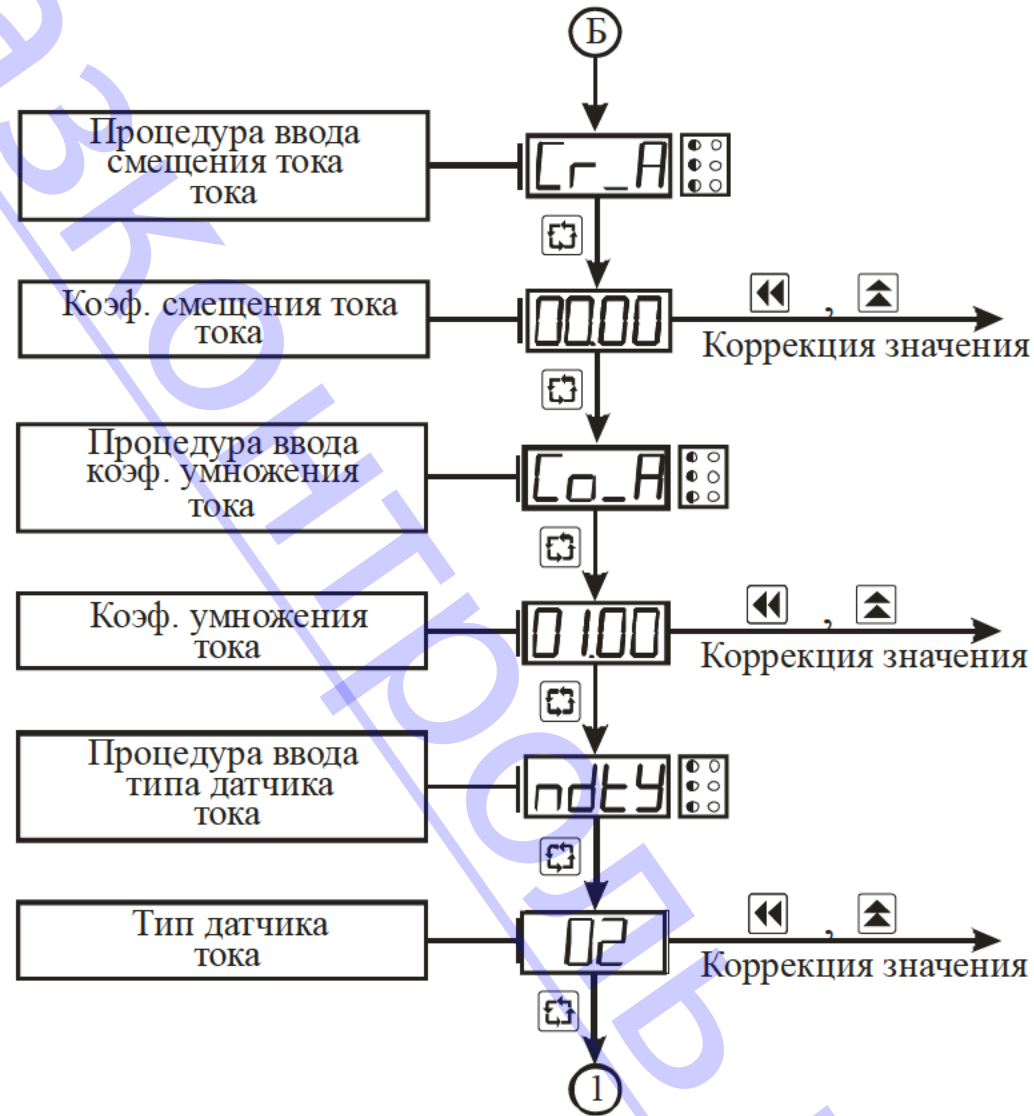 Б
Процедура ввода
смещения тока
тока
Cr_A
Коэф. смещения тока
тока
00.00
,
Коррекция значения
Процедура ввода
коэф. умножения
тока
Co_A
Коэф. умножения
тока
01.00
,
Коррекция значения
Процедура ввода
типа датчика
тока
ndtY
Тип датчика
тока
02
,
Коррекция значения
1
азконтроль